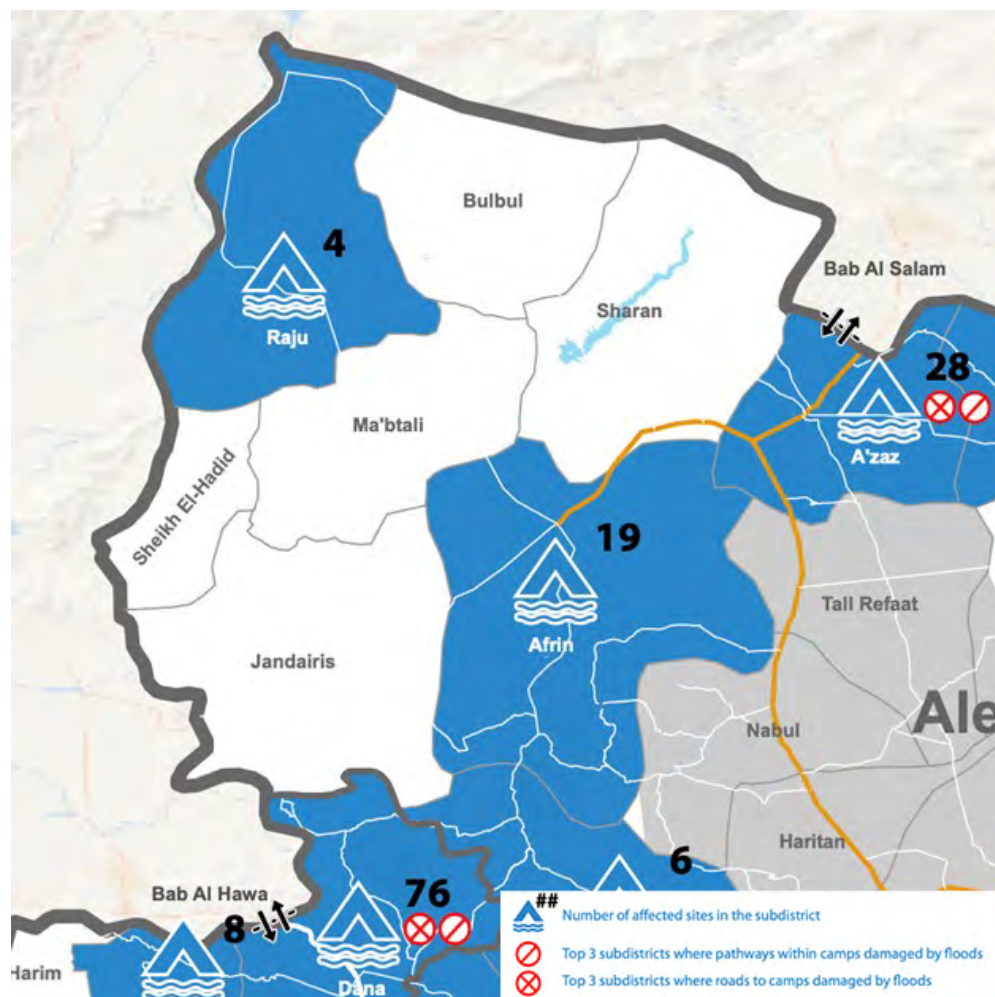 Bulbul
4
Bab Al Salam
Sharan
Raju
28
Ma'btali
A'zaz
Sheikh El-Hadid
19
Tall Refaat
Afrin
Jandairis
Ale
Nabul
Haritan
6
Bab Al Hawa
76
8
Harim
Dana
## Number of affected sites in the subdistrict
Top 3 subdistricts where pathways within camps damaged by floods
Top 3 subdistricts where roads to camps damaged by floods